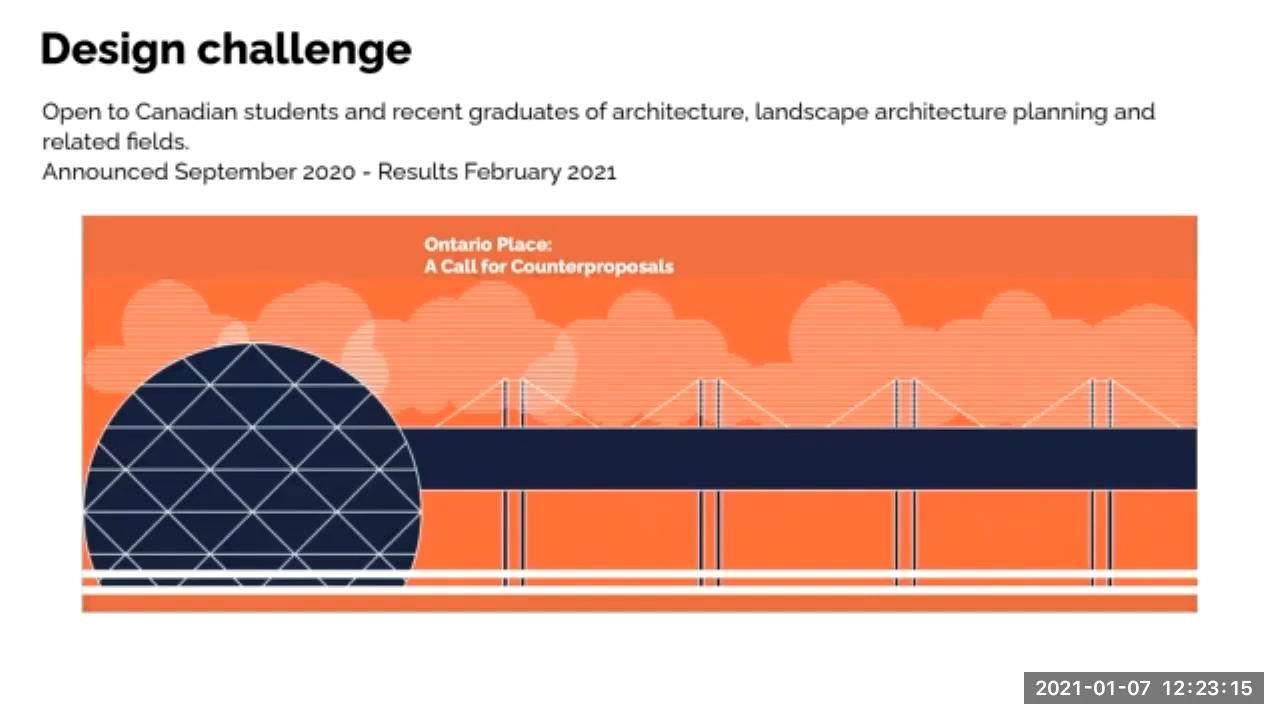 Design challenge
Open to Canadian students and recent graduates of architecture, landscape architecture planning and
related fields.
Announced September 2020 - Results February 2021
Ontario Place:
A Call for Counterproposals
2021-01-07 12:23:15